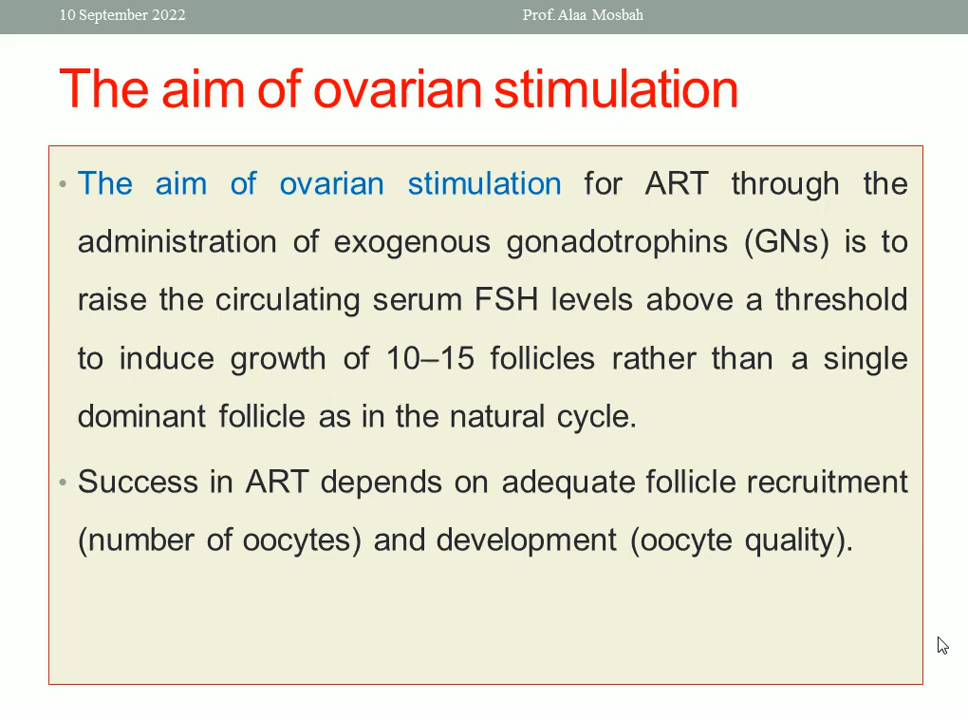 10 September 2022 Prof. Alaa Mosbah
The aim of ovarian stimulation
• The aim of ovarian stimulation for ART through the
administration of exogenous gonadotrophins (GNs) is to
raise the circulating serum FSH levels above a threshold
to induce growth of 10–15 follicles rather than a single
dominant follicle as in the natural cycle.
• Success in ART depends on adequate follicle recruitment
(number of oocytes) and development (oocyte quality).